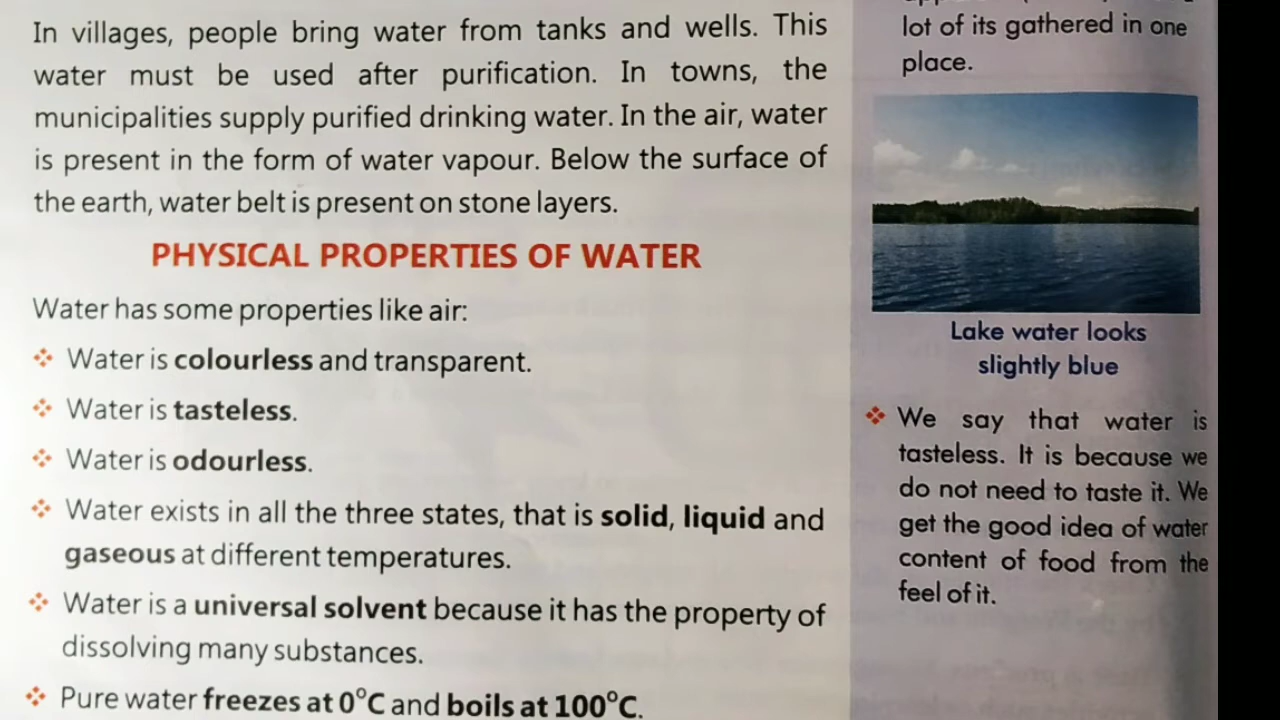 In villages, people bring water from tanks and wells. This
water must be used after purification. In towns, the
municipalities supply purified drinking water. In the air, water
is present in the form of water vapour. Below the surface of
the earth, water belt is present on stone layers.
PHYSICAL PROPERTIES OF WATER
Water has some properties like air:
❖ Water is colourless and transparent.
❖ Water is tasteless.
❖ Water is odourless.
❖ Water exists in all the three states, that is solid, liquid and
gaseous at different temperatures.
❖ Water is a universal solvent because it has the property of
dissolving many substances.
❖ Pure water freezes at 0°C and boils at 100°C.
lot of its gathered in one
place.
Lake water looks
slightly blue
❖ We say that water is
tasteless. It is because we
do not need to taste it. We
get the good idea of water
content of food from the
feel of it.